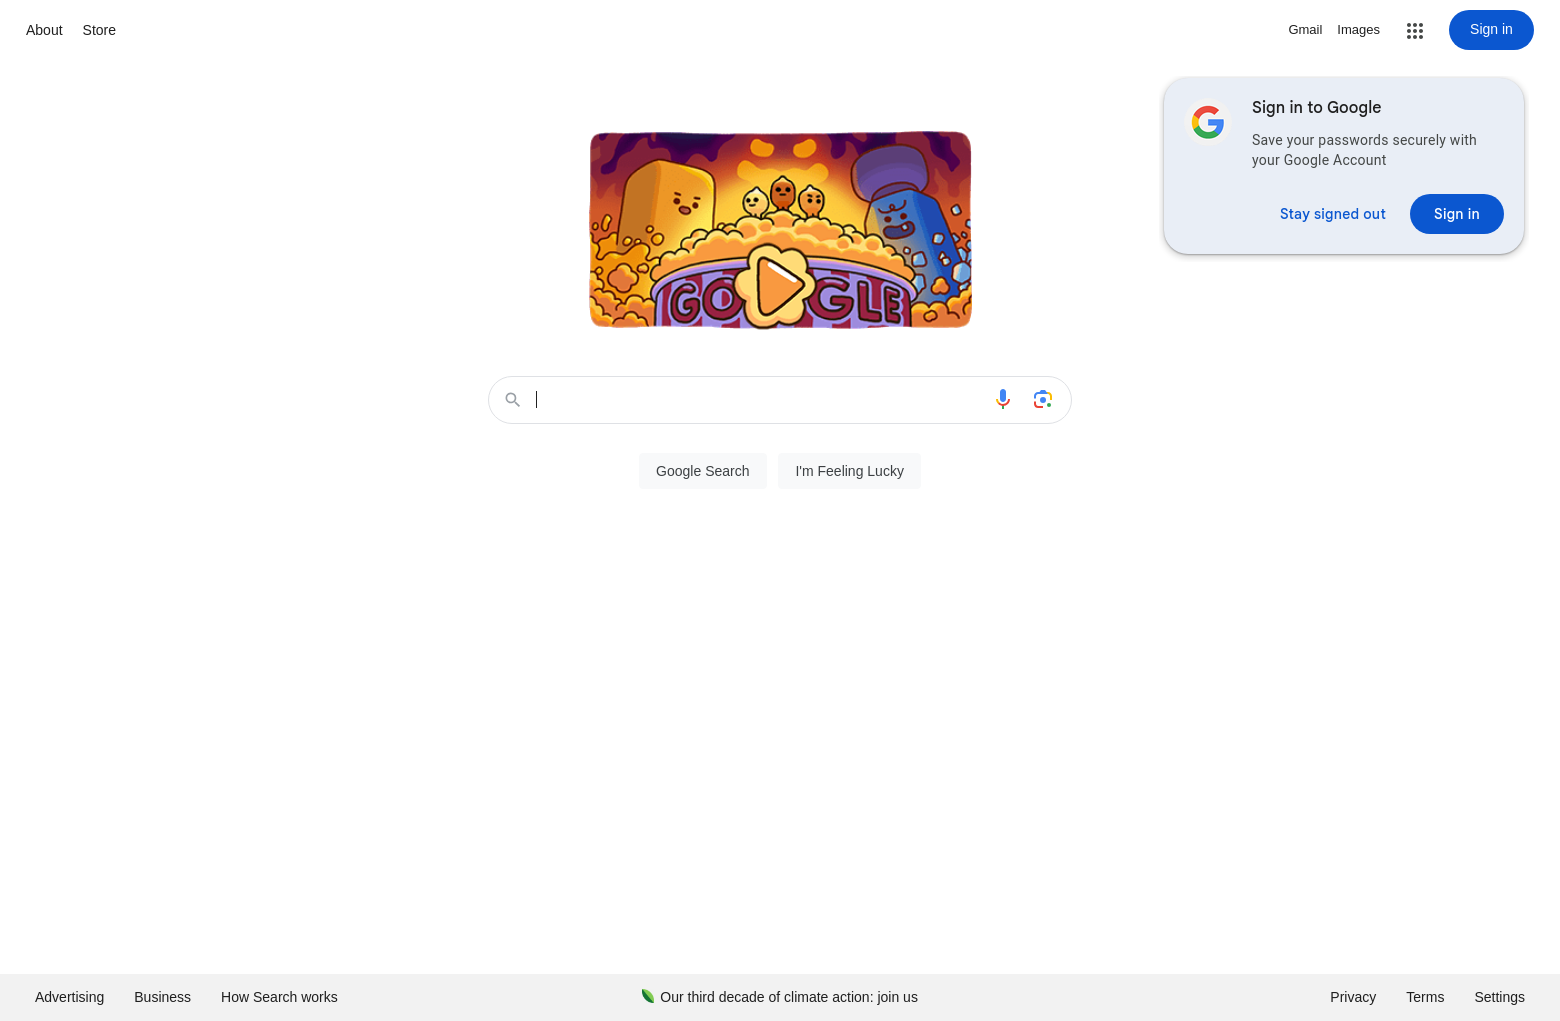 About
Store
Gmail
Images
Sign in
Sign in to Google
Save your passwords securely with
your Google Account
Stay signed out
Sign in
GOOGLE
Google Search
I'm Feeling Lucky
Advertising
Business
How Search works
Our third decade of climate action: join us
Privacy
Terms
Settings